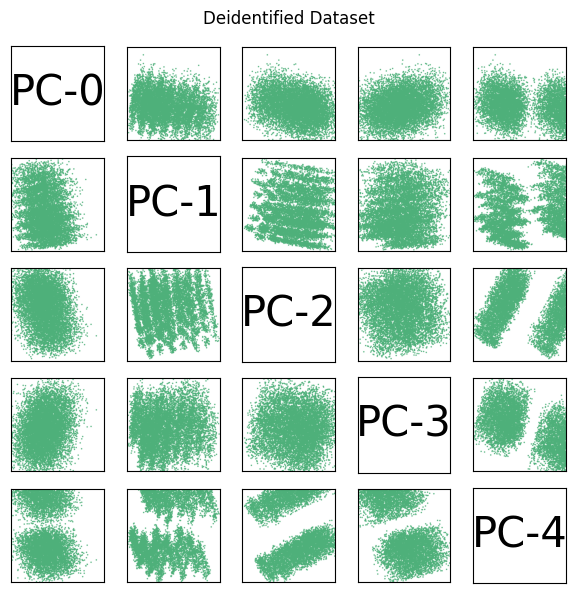 Deidentified Dataset
PC-0
PC-1
PC-2
PC-3
PC-4